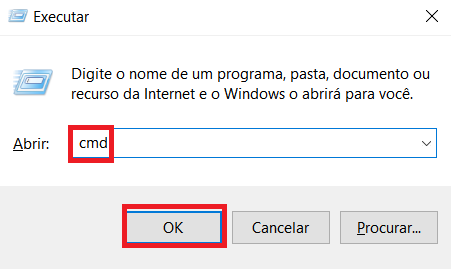 Executar
Digite o nome de um programa, pasta, documento ou
recurso da Internet e o Windows o abrirá para você.
Abrir: cmd
OK Cancelar Procurar...